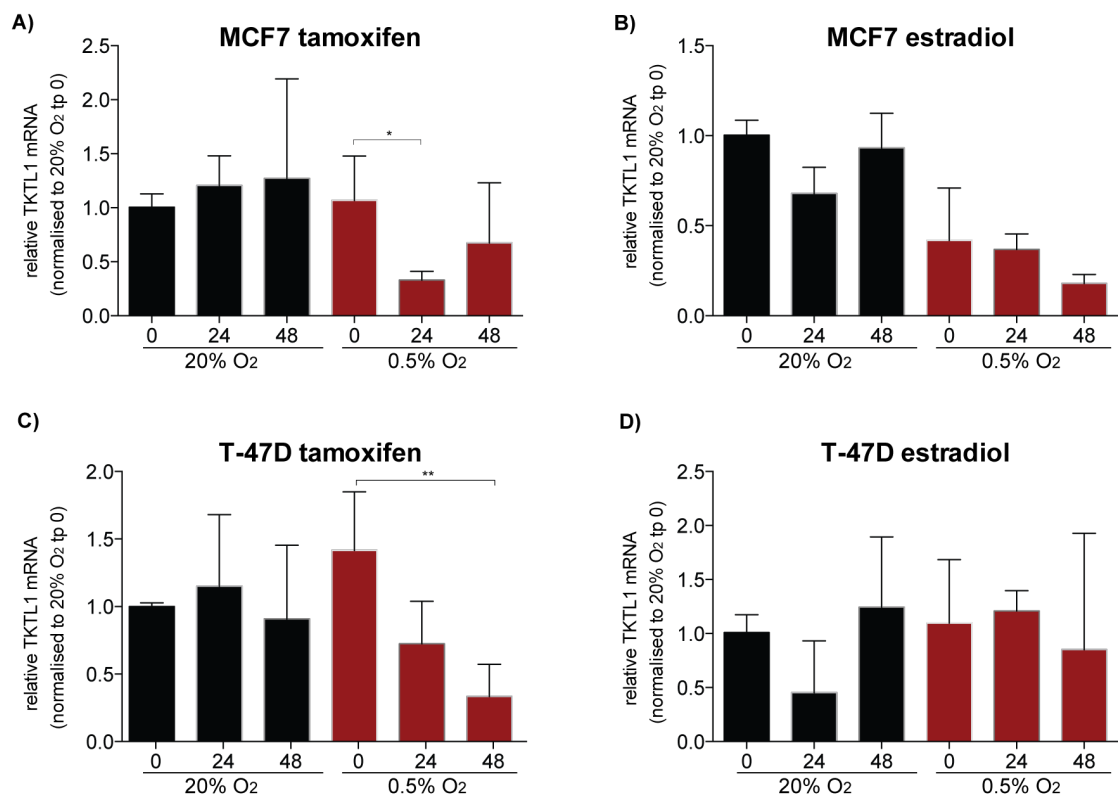 A)
MCF7 tamoxifen
relative TKTL1 mRNA
(normalised to 20% O2 tp 0)
2.5
2.0
1.5
1.0
0.5
0.0
*
0 24 48 0 24 48
20% O2 0.5% O2
B)
MCF7 estradiol
relative TKTL1 mRNA
(normalised to 20% O2 tp 0)
1.5
1.0
0.5
0.0
0 24 48 0 24 48
20% O2 0.5% O2
C)
T-47D tamoxifen
relative TKTL1 mRNA
(normalised to 20% O2 tp 0)
2.0
1.5
1.0
0.5
0.0
**
0 24 48 0 24 48
20% O2 0.5% O2
D)
T-47D estradiol
relative TKTL1 mRNA
(normalised to 20% O2 tp 0)
2.5
2.0
1.5
1.0
0.5
0.0
0 24 48 0 24 48
20% O2 0.5% O2